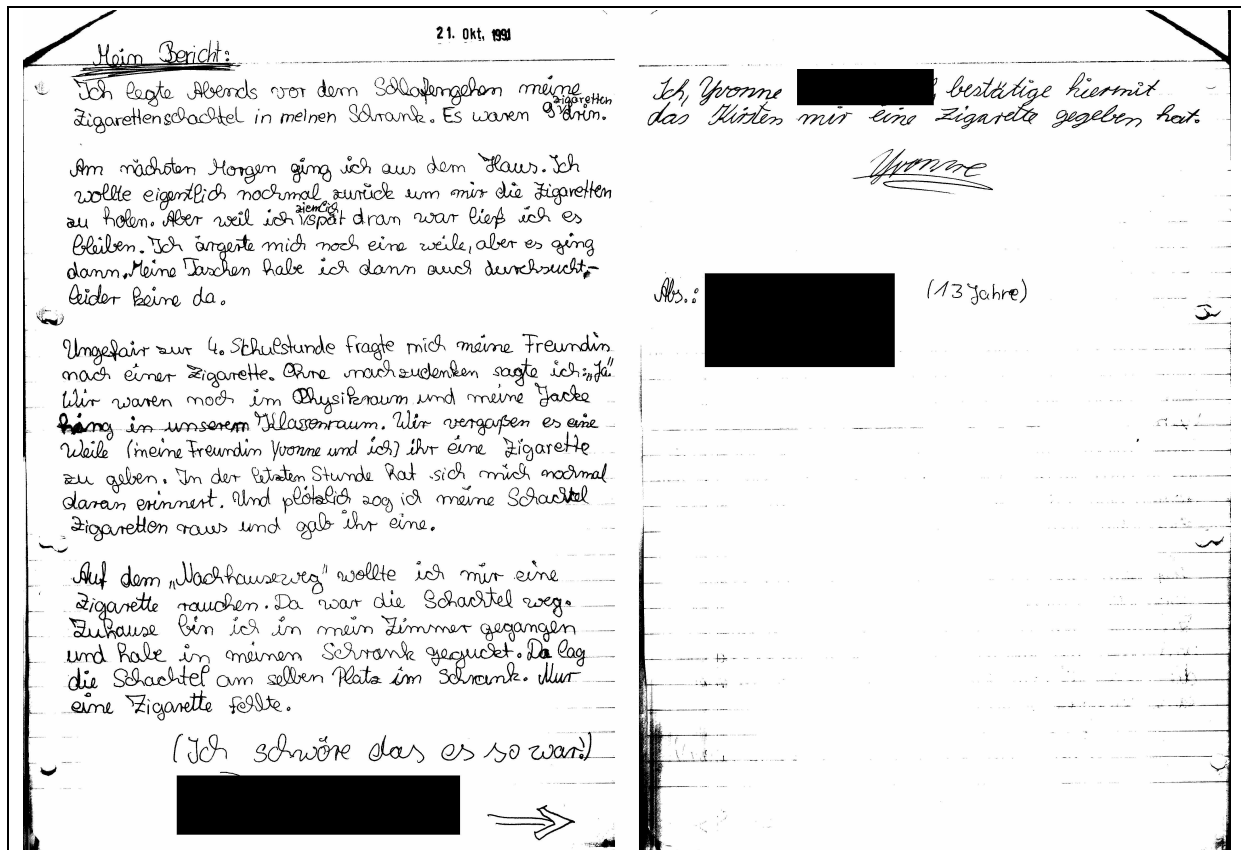 21. Okt. 1991
Mein Bericht:
Ich legte Abends vor dem Schlafengehen meine
Zigarettenschachtel in meinen Schrank. Es waren 9 zigaretten drin.
Am nächsten Morgen ging ich aus dem Haus. Ich
wollte eigentlich nochmal zurück um mir die Zigaretten
zu holen. Aber weil ich ziemlich spät dran war ließ ich es
bleiben. Ich ärgerte mich noch eine weile, aber es ging
dann. Meine Taschen habe ich dann auch durchsucht,-
leider keine da.
Ungefair zur 4. Schulstunde fragte mich meine Freundin
nach einer Zigarette. Ohne nachzudenken sagte ich: „Ja"
Wir waren noch im Physikraum und meine Jacke
hing in unserem Klassenraum. Wir vergaßen es eine
Weile (meine Freundin Yvonne und ich) ihr eine Zigarette
zu geben. In der letzten Stunde hat sich mich nochmal
daran erinnert. Und plötzlich zog ich meine Schachtel
Zigaretten raus und gab ihr eine.
Auf dem „Nachhauseweg" wollte ich mir eine
Zigarette rauchen. Da war die Schachtel weg.
Zuhause bin ich in mein Zimmer gegangen
und habe in meinen Schrank geguckt. Da lag
die Schachtel am selben Platz im Schrank. Nur
eine Zigarette fehlte.
(Ich schwöre das es so war!)
Ich, Yvonne , bestätige hiermit
das Kirsten mir eine Zigarette gegeben hat.
Yvonne
Abs.: (13 Jahre)